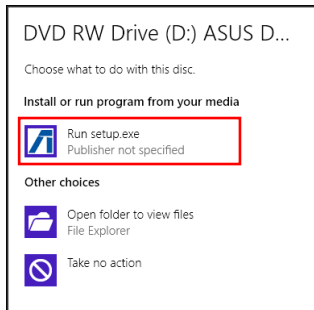 DVD RW Drive (D:) ASUS D...
Choose what to do with this disc.
Install or run program from your media
Run setup.exe
Publisher not specified
Other choices
Open folder to view files
File Explorer
Take no action